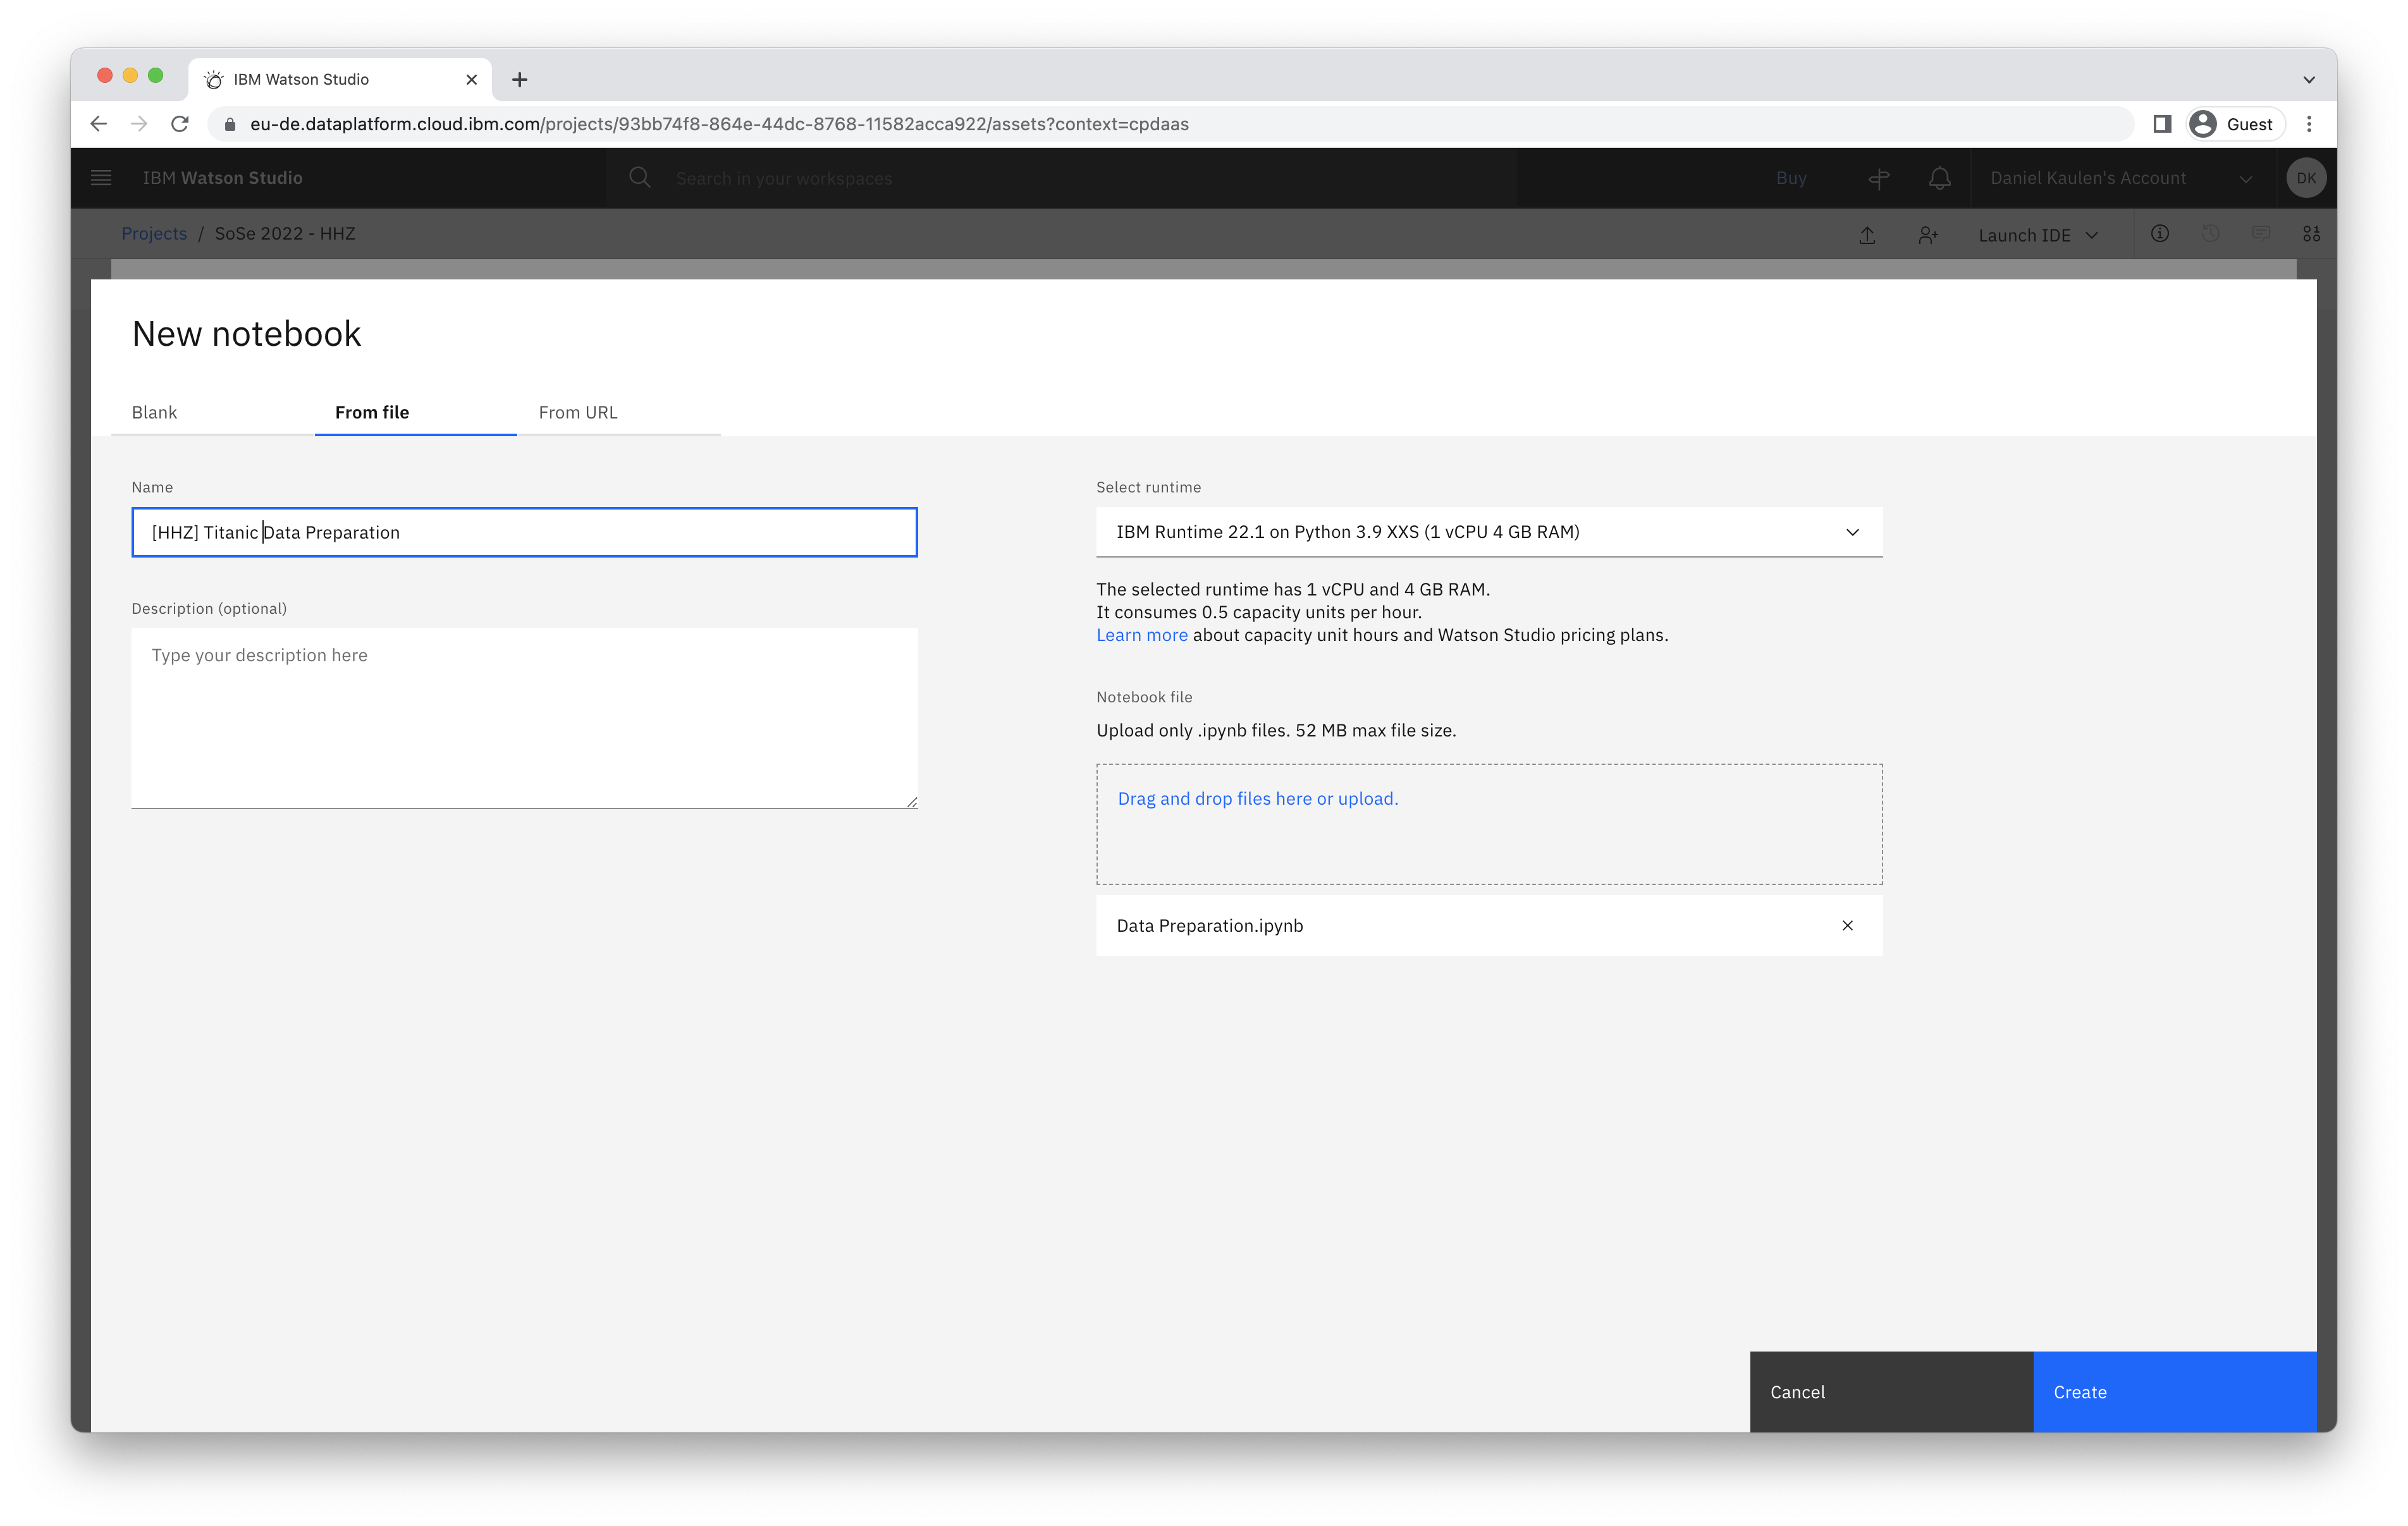 IBM Watson Studio
eu-de.dataplatform.cloud.ibm.com/projects/93bb74f8-864e-44dc-8768-11582acca922/assets?context=cpdaas
Guest
IBM Watson Studio
Search in your workspaces
Buy
Daniel Kaulen's Account
DK
Projects / SoSe 2022 - HHZ
Launch IDE
New notebook
Blank
From file
From URL
Name
[HHZ] Titanic Data Preparation
Description (optional)
Type your description here
Select runtime
IBM Runtime 22.1 on Python 3.9 XXS (1 vCPU 4 GB RAM)
The selected runtime has 1 vCPU and 4 GB RAM.
It consumes 0.5 capacity units per hour.
Learn more about capacity unit hours and Watson Studio pricing plans.
Notebook file
Upload only .ipynb files. 52 MB max file size.
Drag and drop files here or upload.
Data Preparation.ipynb
Cancel
Create